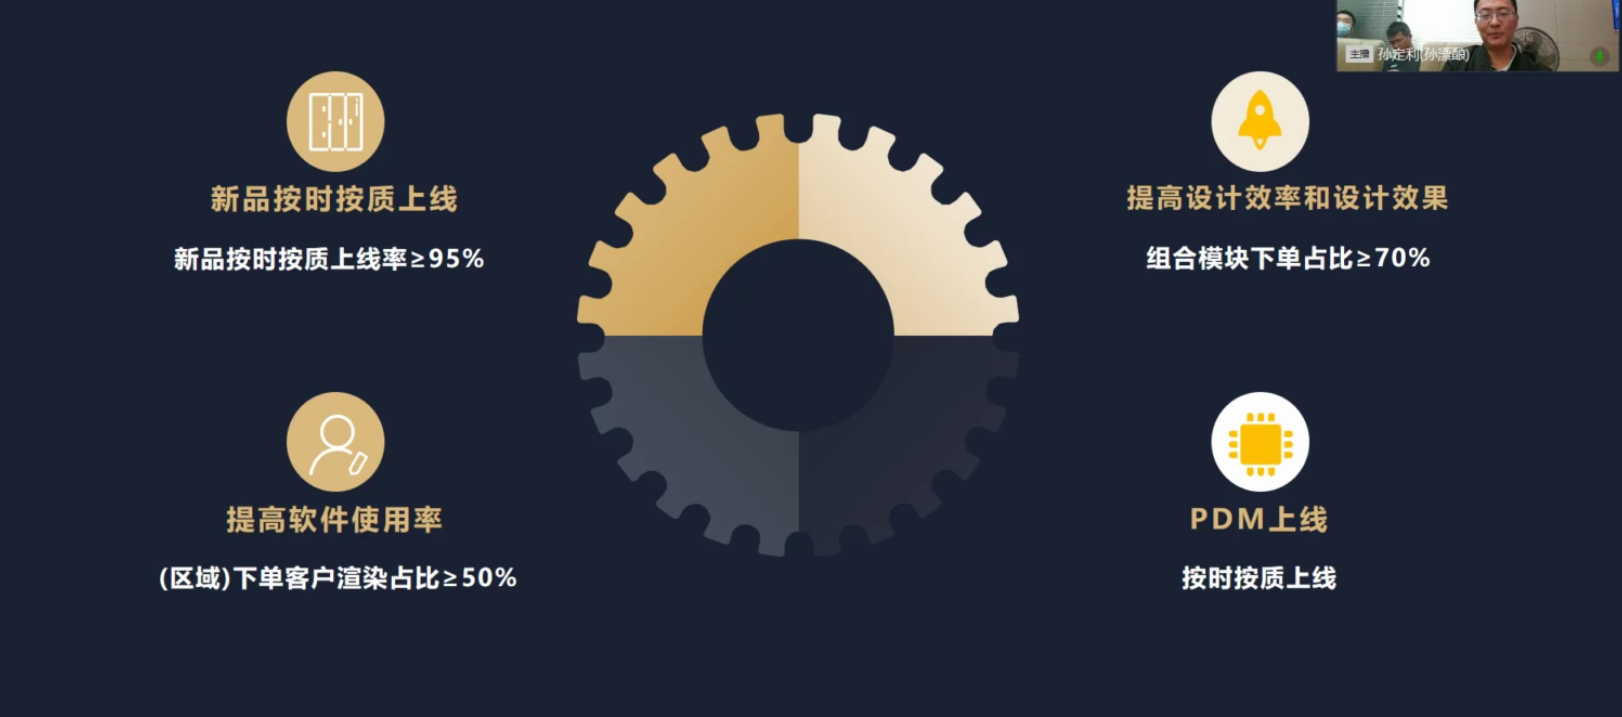 主播 孙定利(孙漂酿)
新品按时按质上线
新品按时按质上线率≥95%
提高设计效率和设计效果
组合模块下单占比≥70%
提高软件使用率
(区域)下单客户渲染占比≥50%
PDM上线
按时按质上线